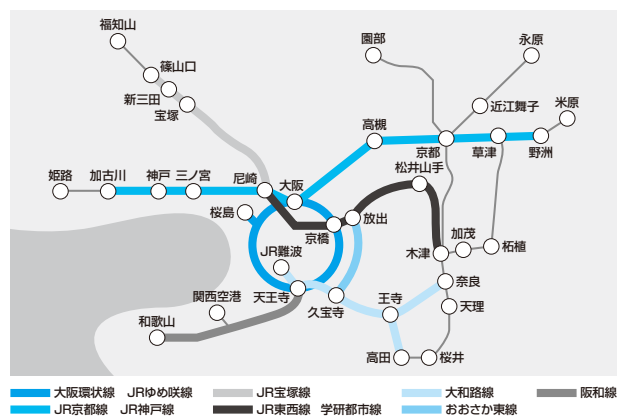 福知山
篠山口
新三田
宝塚
園部
永原
近江舞子
米原
高槻
京都
草津
野洲
松井山手
姫路
加古川
神戸
三ノ宮
尼崎
大阪
桜島
京橋
放出
加茂
木津
柘植
JR難波
奈良
関西空港
天王寺
久宝寺
王寺
天理
和歌山
高田
桜井
大阪環状線 JRゆめ咲線
JR宝塚線
大和路線
阪和線
JR京都線 JR神戸線
JR東西線 学研都市線
おおさか東線